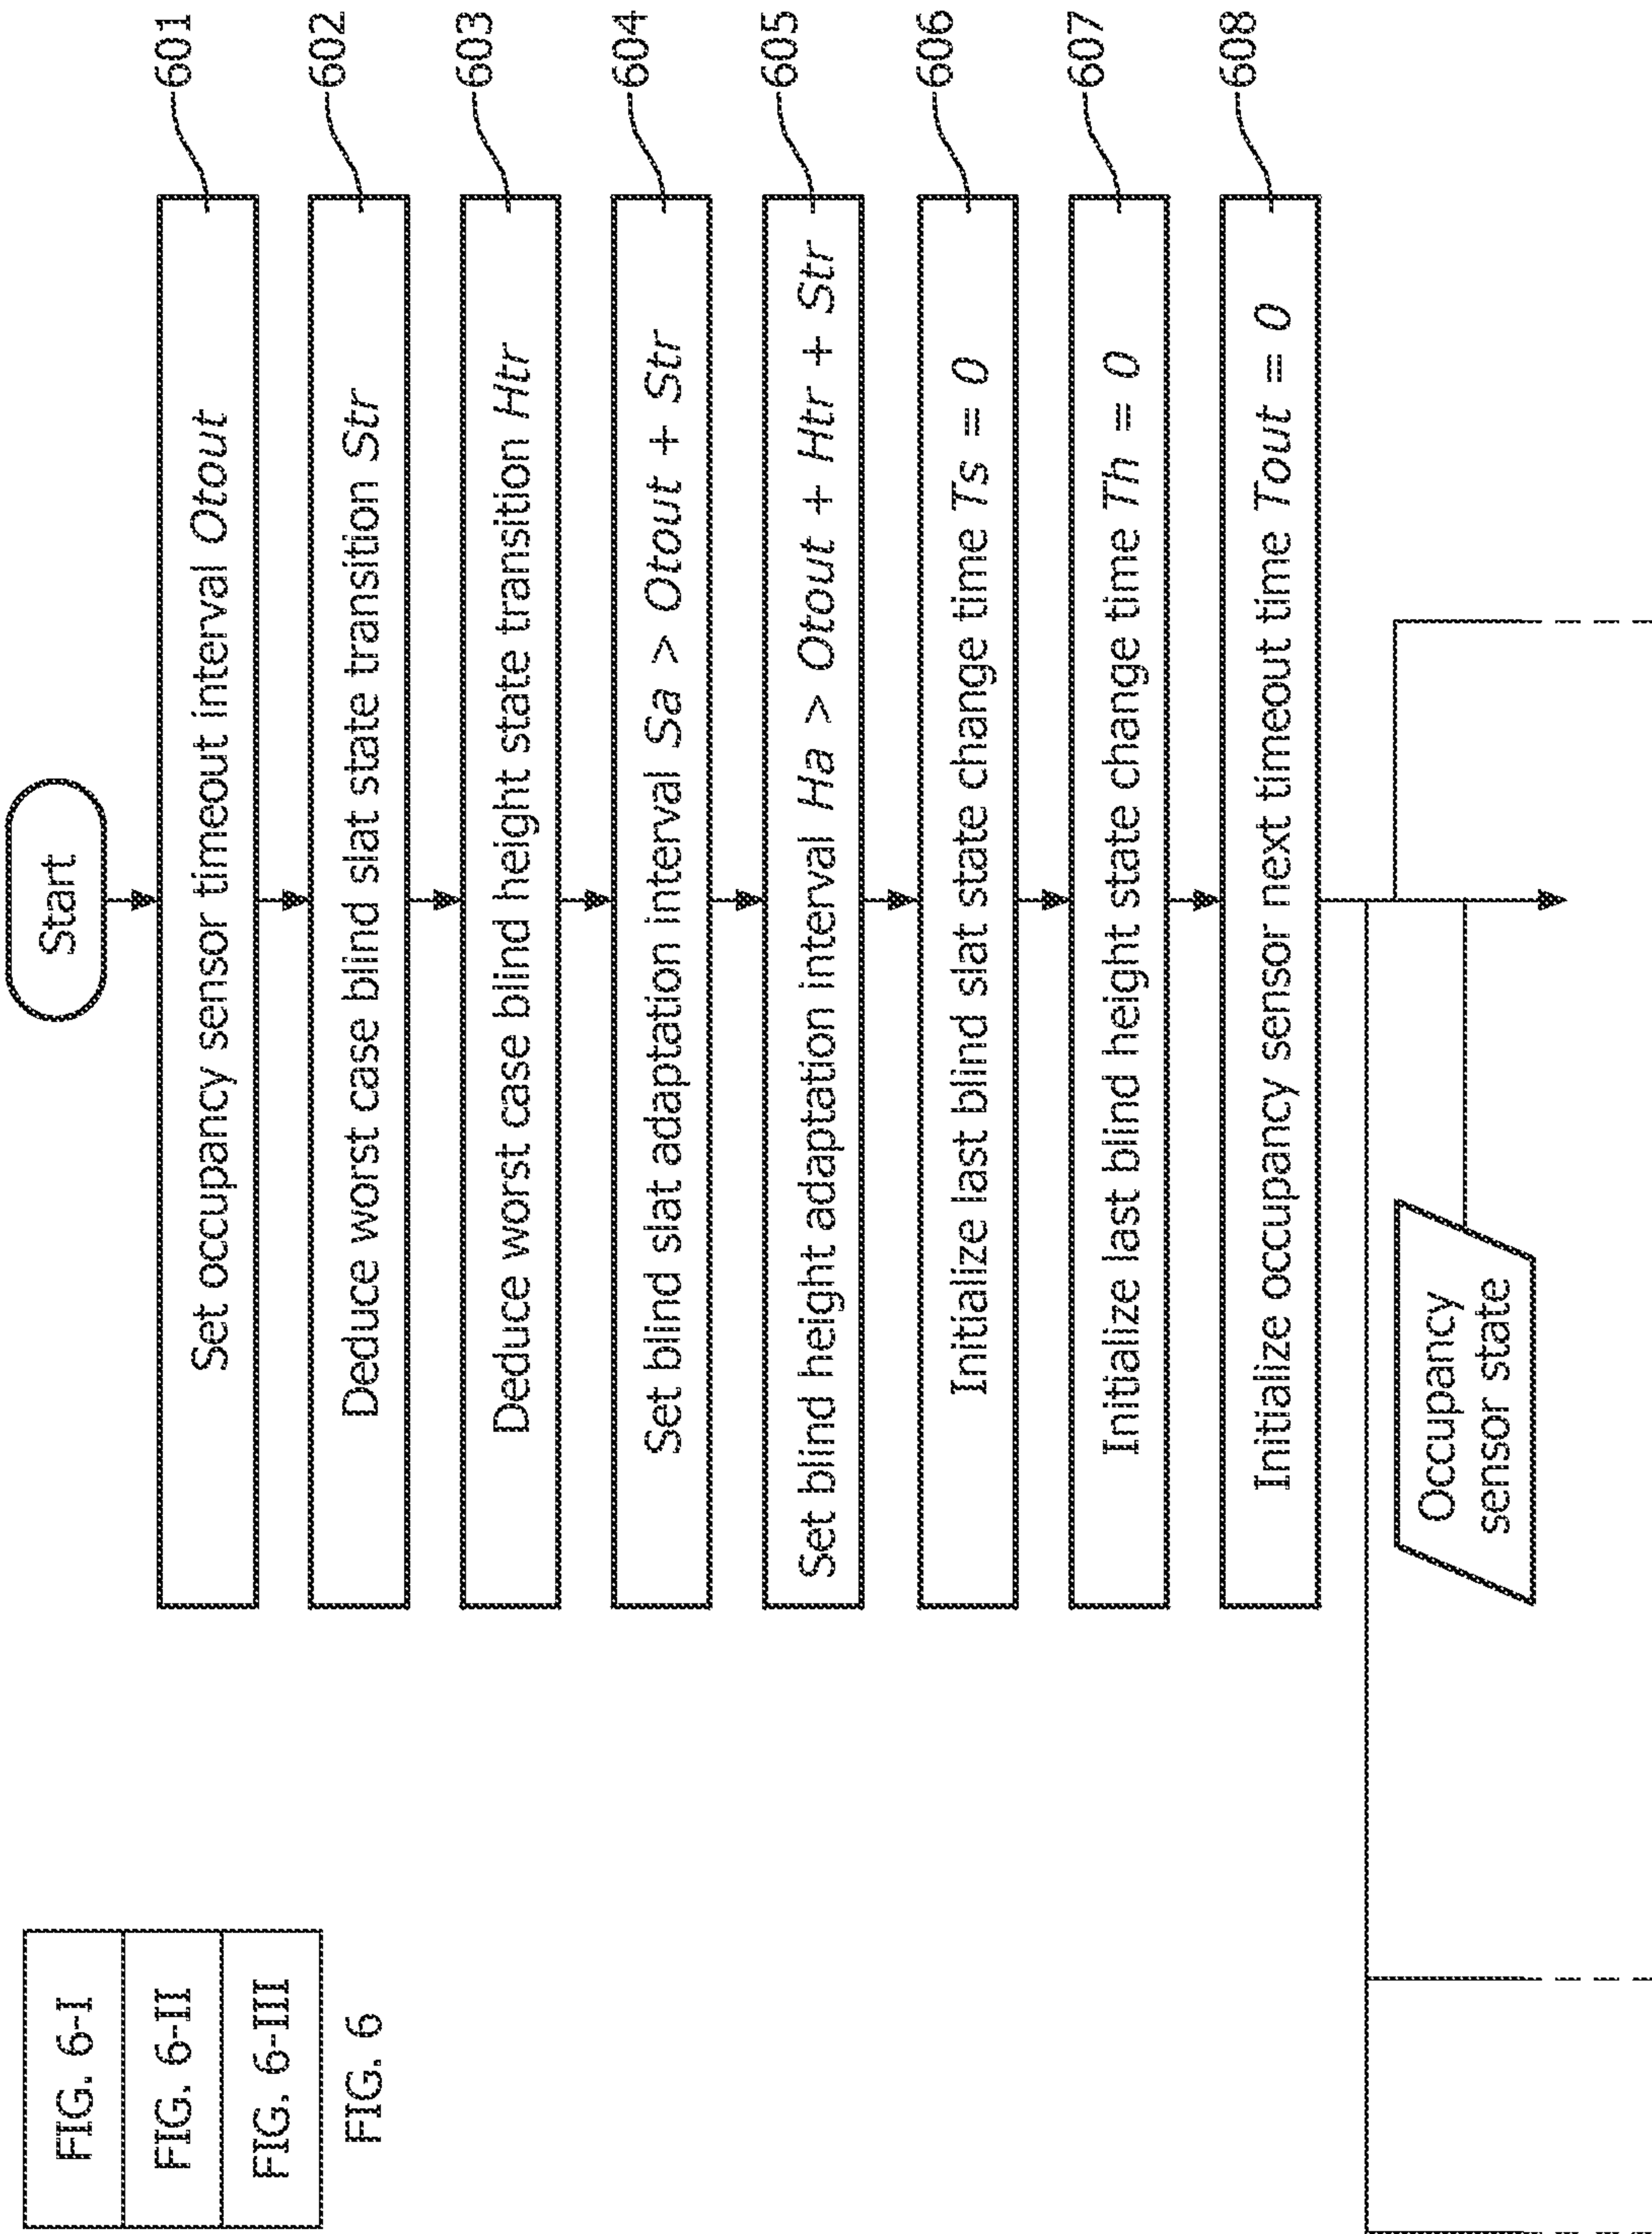 FIG. 6-I
FIG. 6-II
FIG. 6-III
FIG. 6
Start
Set occupancy sensor timeout interval Otout
601
Deduce worst case blind slat state transition Str
602
Deduce worst case blind height state transition Htr
603
Set blind slat adaptation interval Sa > Otout + Str
604
Set blind height adaptation interval Ha > Otout + Htr + Str
605
Initialize last blind slat state change time Ts = 0
606
Initialize last blind height state change time Th = 0
607
Initialize occupancy sensor next timeout time Tout = 0
608
Occupancy
sensor state